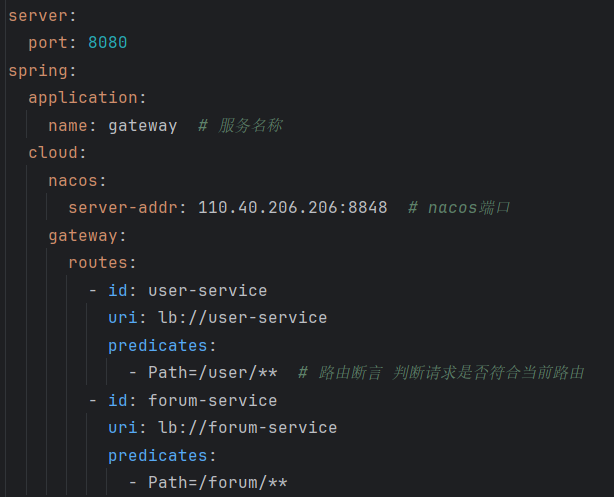 server:
  port: 8080
spring:
  application:
    name: gateway  # 服务名称
  cloud:
    nacos:
      server-addr: 110.40.206.206:8848  # nacos端口
    gateway:
      routes:
        - id: user-service
          uri: lb://user-service
          predicates:
            - Path=/user/**  # 路由断言 判断请求是否符合当前路由
        - id: forum-service
          uri: lb://forum-service
          predicates:
            - Path=/forum/**